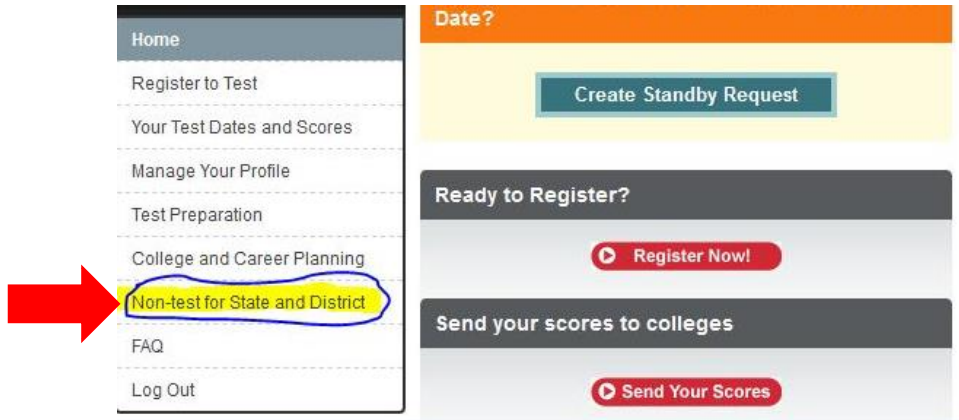 Home
Register to Test
Your Test Dates and Scores
Manage Your Profile
Test Preparation
College and Career Planning
Non-test for State and District
FAQ
Log Out
Date?
Create Standby Request
Ready to Register?
Register Now!
Send your scores to colleges
Send Your Scores